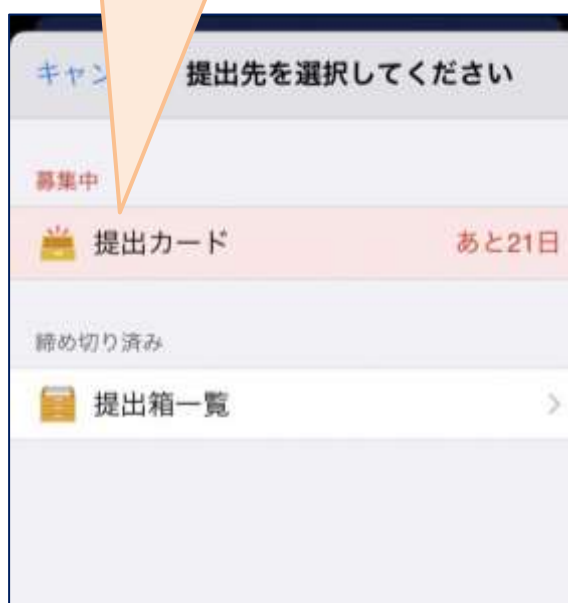 キャン 提出先を選択してください
募集中
提出カード あと21日
締め切り済み
提出箱一覧